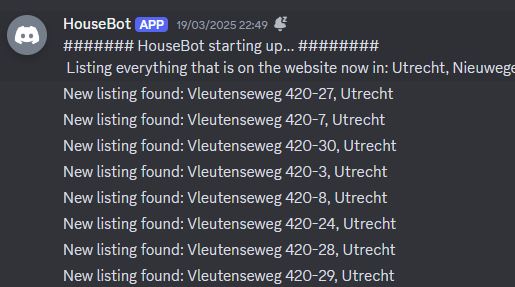 HouseBot APP 19/03/2025 22:49
####### HouseBot starting up... ########
Listing everything that is on the website now in: Utrecht, Nieuwege
New listing found: Vleutenseweg 420-27, Utrecht
New listing found: Vleutenseweg 420-7, Utrecht
New listing found: Vleutenseweg 420-30, Utrecht
New listing found: Vleutenseweg 420-3, Utrecht
New listing found: Vleutenseweg 420-8, Utrecht
New listing found: Vleutenseweg 420-24, Utrecht
New listing found: Vleutenseweg 420-28, Utrecht
New listing found: Vleutenseweg 420-29, Utrecht